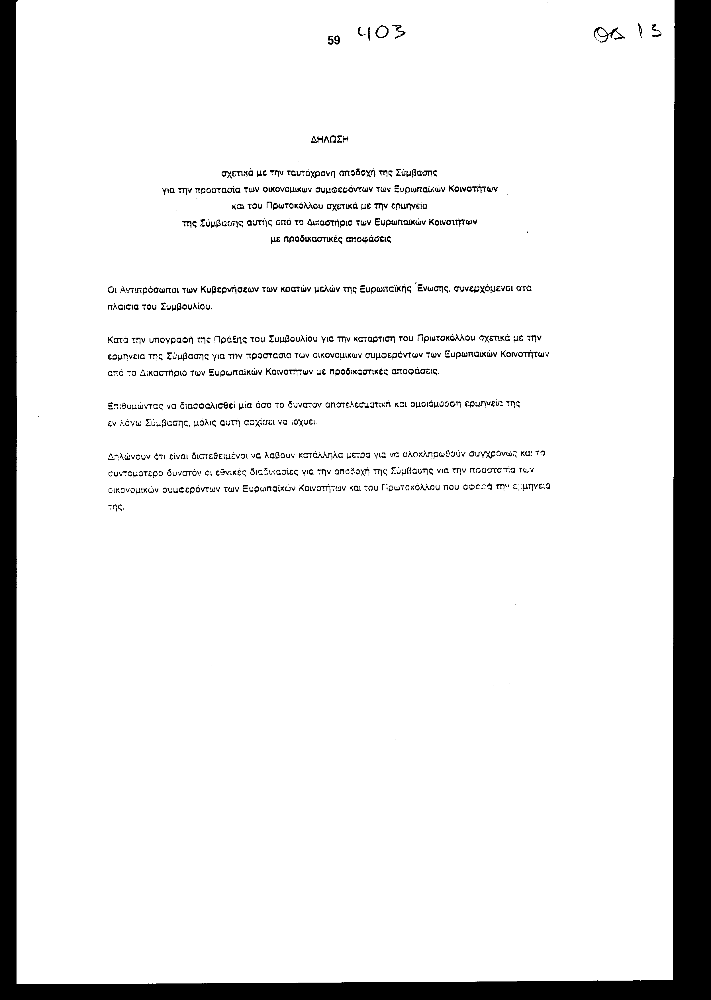 59 403
13
ΔΗΛΩΣΗ
σχετικά με την ταυτόχρονη αποδοχή της Σύμβασης
για την προστασία των οικονομικών συμφερόντων των Ευρωπαϊκών Κοινοτήτων
και του Πρωτοκόλλου σχετικά με την ερμηνεία
της Σύμβασης αυτής από το Δικαστήριο των Ευρωπαϊκών Κοινοτήτων
με προδικαστικές αποφάσεις
Οι Αντιπρόσωποι των Κυβερνήσεων των κρατών μελών της Ευρωπαϊκής Ένωσης, συνερχόμενοι στα
πλαίσια του Συμβουλίου.
Κατά την υπογραφή της Πράξης του Συμβουλίου για την κατάρτιση του Πρωτοκόλλου σχετικά με την
ερμηνεία της Σύμβασης για την προστασία των οικονομικών συμφερόντων των Ευρωπαϊκών Κοινοτήτων
από το Δικαστήριο των Ευρωπαϊκών Κοινοτήτων με προδικαστικές αποφάσεις.
Επιθυμώντας να διασφαλισθεί μία όσο το δυνατόν αποτελεσματική και ομοιόμορφη ερμηνεία της
εν λόγω Σύμβασης, μόλις αυτή αρχίσει να ισχύει.
Δηλώνουν ότι είναι διατεθειμένοι να λάβουν κατάλληλα μέτρα για να ολοκληρωθούν συγχρόνως και το
συντομότερο δυνατόν οι εθνικές διαδικασίες για την αποδοχή της Σύμβασης για την προστασία των
οικονομικών συμφερόντων των Ευρωπαϊκών Κοινοτήτων και του Πρωτοκόλλου που αφορά την ερμηνεία
της.